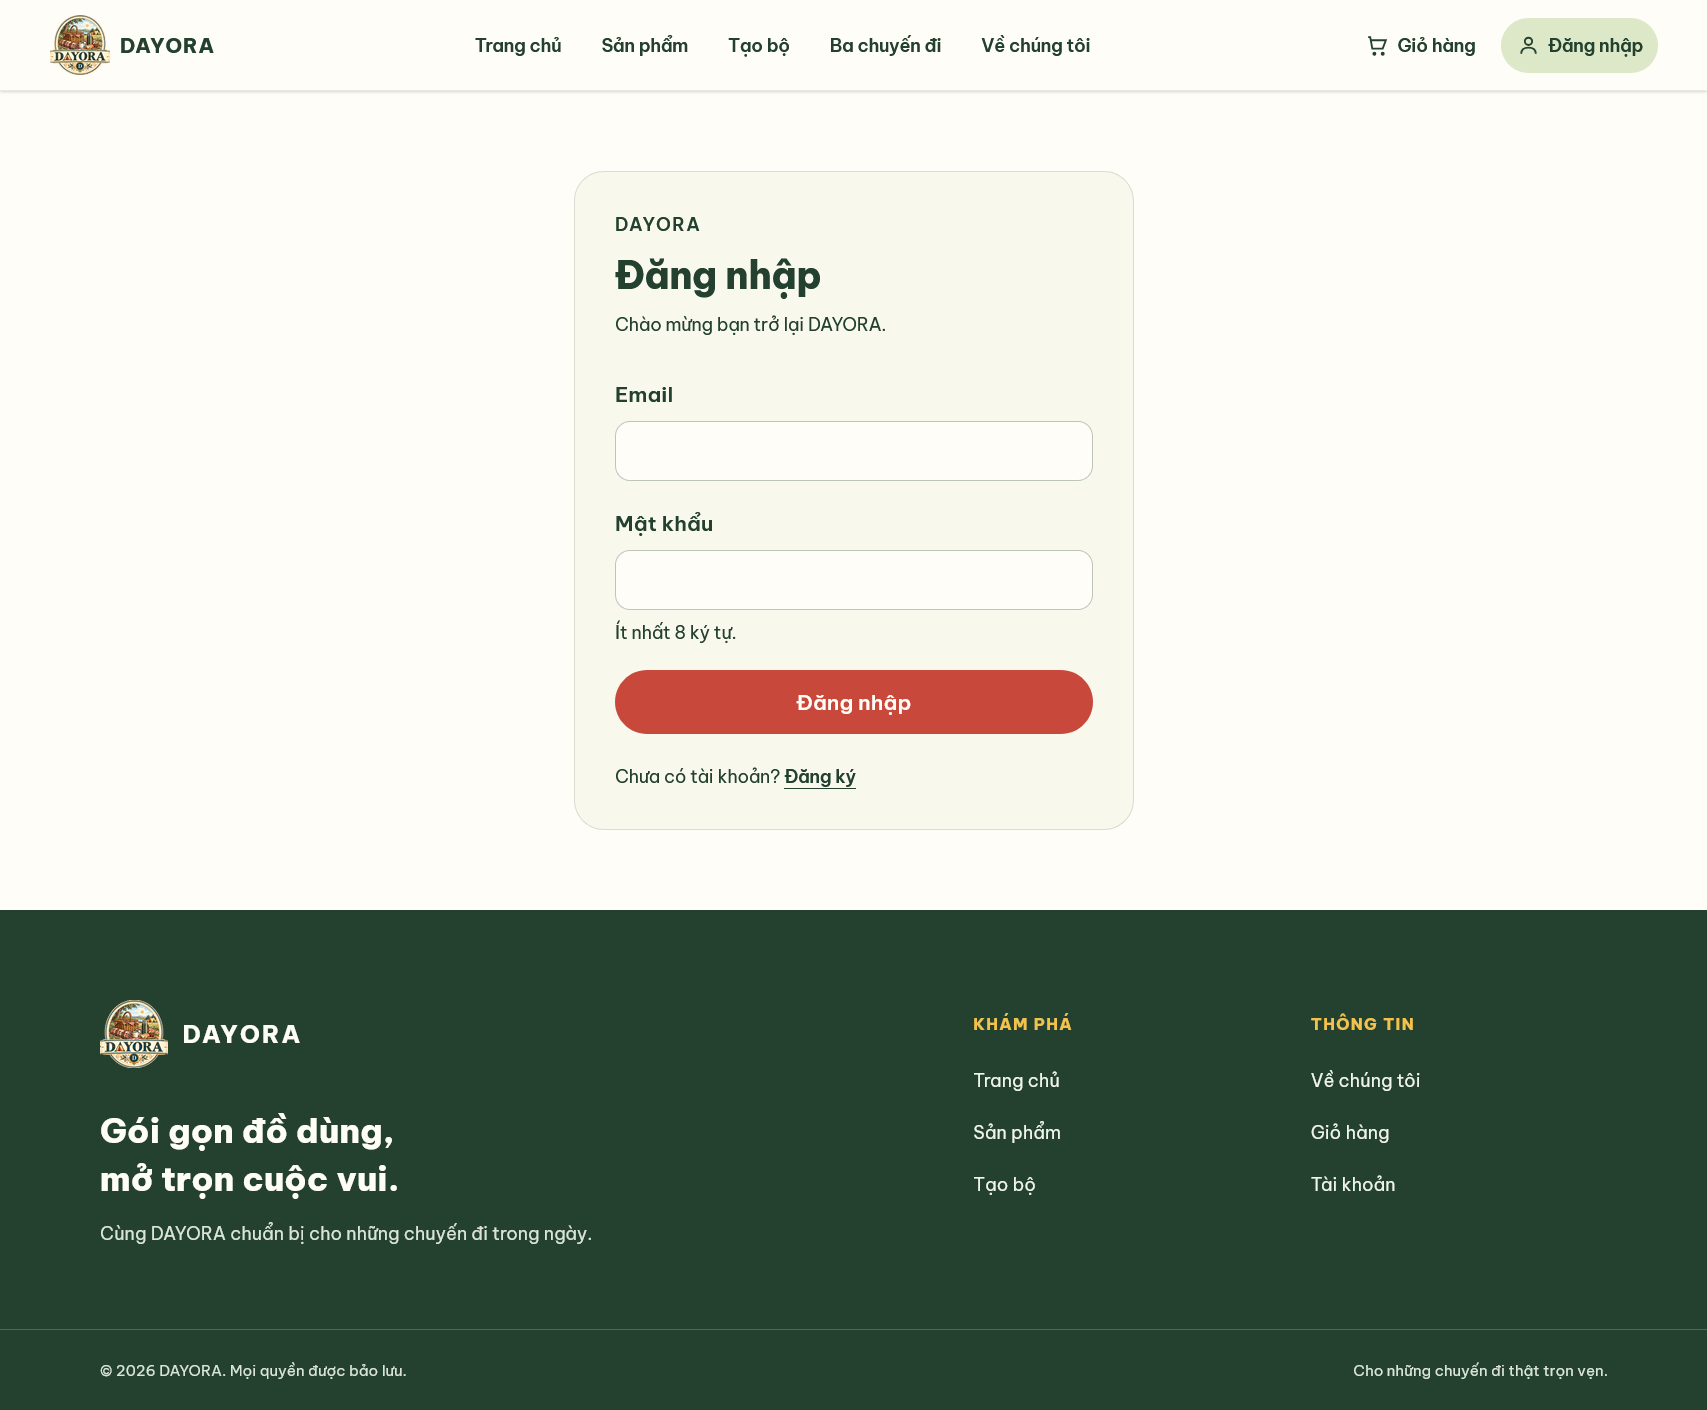 DAYORA
DAYORA
Trang chủ
Sản phẩm
Tạo bộ
Ba chuyến đi
Về chúng tôi
Giỏ hàng
Đăng nhập
DAYORA
Đăng nhập
Chào mừng bạn trở lại DAYORA.
Email
Mật khẩu
Ít nhất 8 ký tự.
Đăng nhập
Chưa có tài khoản? Đăng ký
DAYORA
DAYORA
Gói gọn đồ dùng,
mở trọn cuộc vui.
Cùng DAYORA chuẩn bị cho những chuyến đi trong ngày.
KHÁM PHÁ
Trang chủ
Sản phẩm
Tạo bộ
THÔNG TIN
Về chúng tôi
Giỏ hàng
Tài khoản
© 2026 DAYORA. Mọi quyền được bảo lưu.
Cho những chuyến đi thật trọn vẹn.